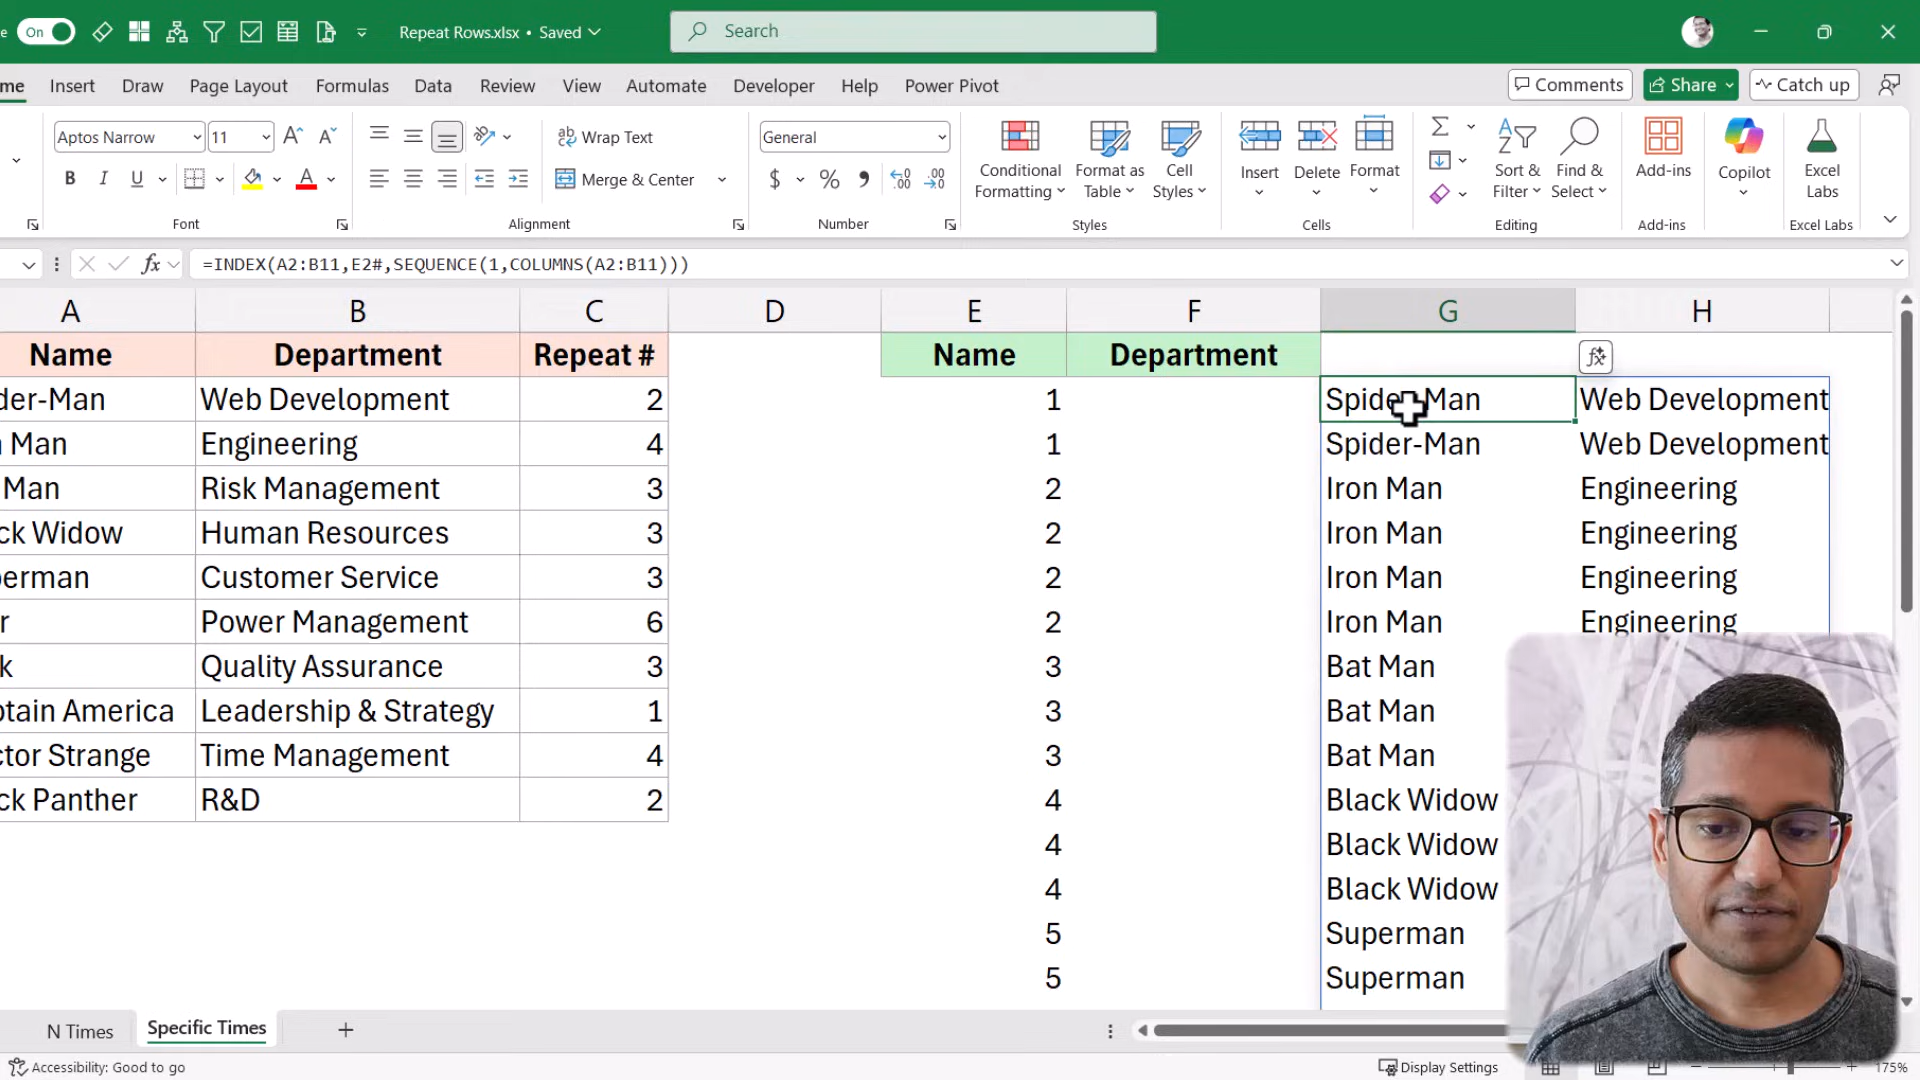 e On Repeat Rows.xlsx • Saved Search
me Insert Draw Page Layout Formulas Data Review View Automate Developer Help Power Pivot Comments Share Catch up
Aptos Narrow 11 Wrap Text General Conditional Formatting Format as Table Cell Styles Insert Delete Format Sort & Filter Find & Select Add-ins Copilot Excel Labs
B I U Merge & Center $ %
Font Alignment Number Styles Cells Editing Add-ins Excel Labs
fx =INDEX(A2:B11,E2#,SEQUENCE(1,COLUMNS(A2:B11)))
A B C D E F G H
Name Department Repeat # Name Department
der-Man Web Development 2 1 Spider-Man Web Development
n Man Engineering 4 1 Spider-Man Web Development
Man Risk Management 3 2 Iron Man Engineering
ck Widow Human Resources 3 2 Iron Man Engineering
perman Customer Service 3 2 Iron Man Engineering
r Power Management 6 2 Iron Man Engineering
k Quality Assurance 3 3 Bat Man
ptain America Leadership & Strategy 1 3 Bat Man
ctor Strange Time Management 4 3 Bat Man
ck Panther R&D 2 4 Black Widow
4 Black Widow
4 Black Widow
5 Superman
5 Superman
N Times Specific Times
Accessibility: Good to go Display Settings 175%